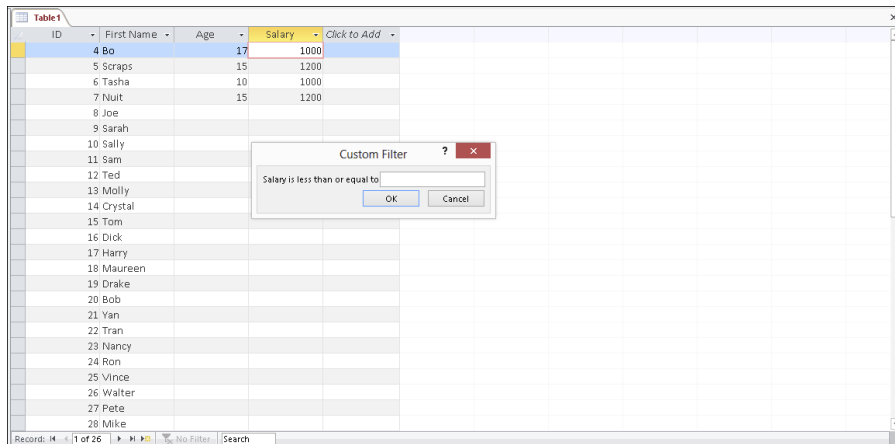 Table1
ID First Name Age Salary Click to Add
4 Bo 17 1000
5 Scraps 15 1200
6 Tasha 10 1000
7 Nuit 15 1200
8 Joe
9 Sarah
10 Sally
11 Sam
12 Ted
13 Molly
14 Crystal
15 Tom
16 Dick
17 Harry
18 Maureen
19 Drake
20 Bob
21 Yan
22 Tran
23 Nancy
24 Ron
25 Vince
26 Walter
27 Pete
28 Mike
Custom Filter ?
Salary is less than or equal to
OK Cancel
Record: 1 of 26 No Filter Search